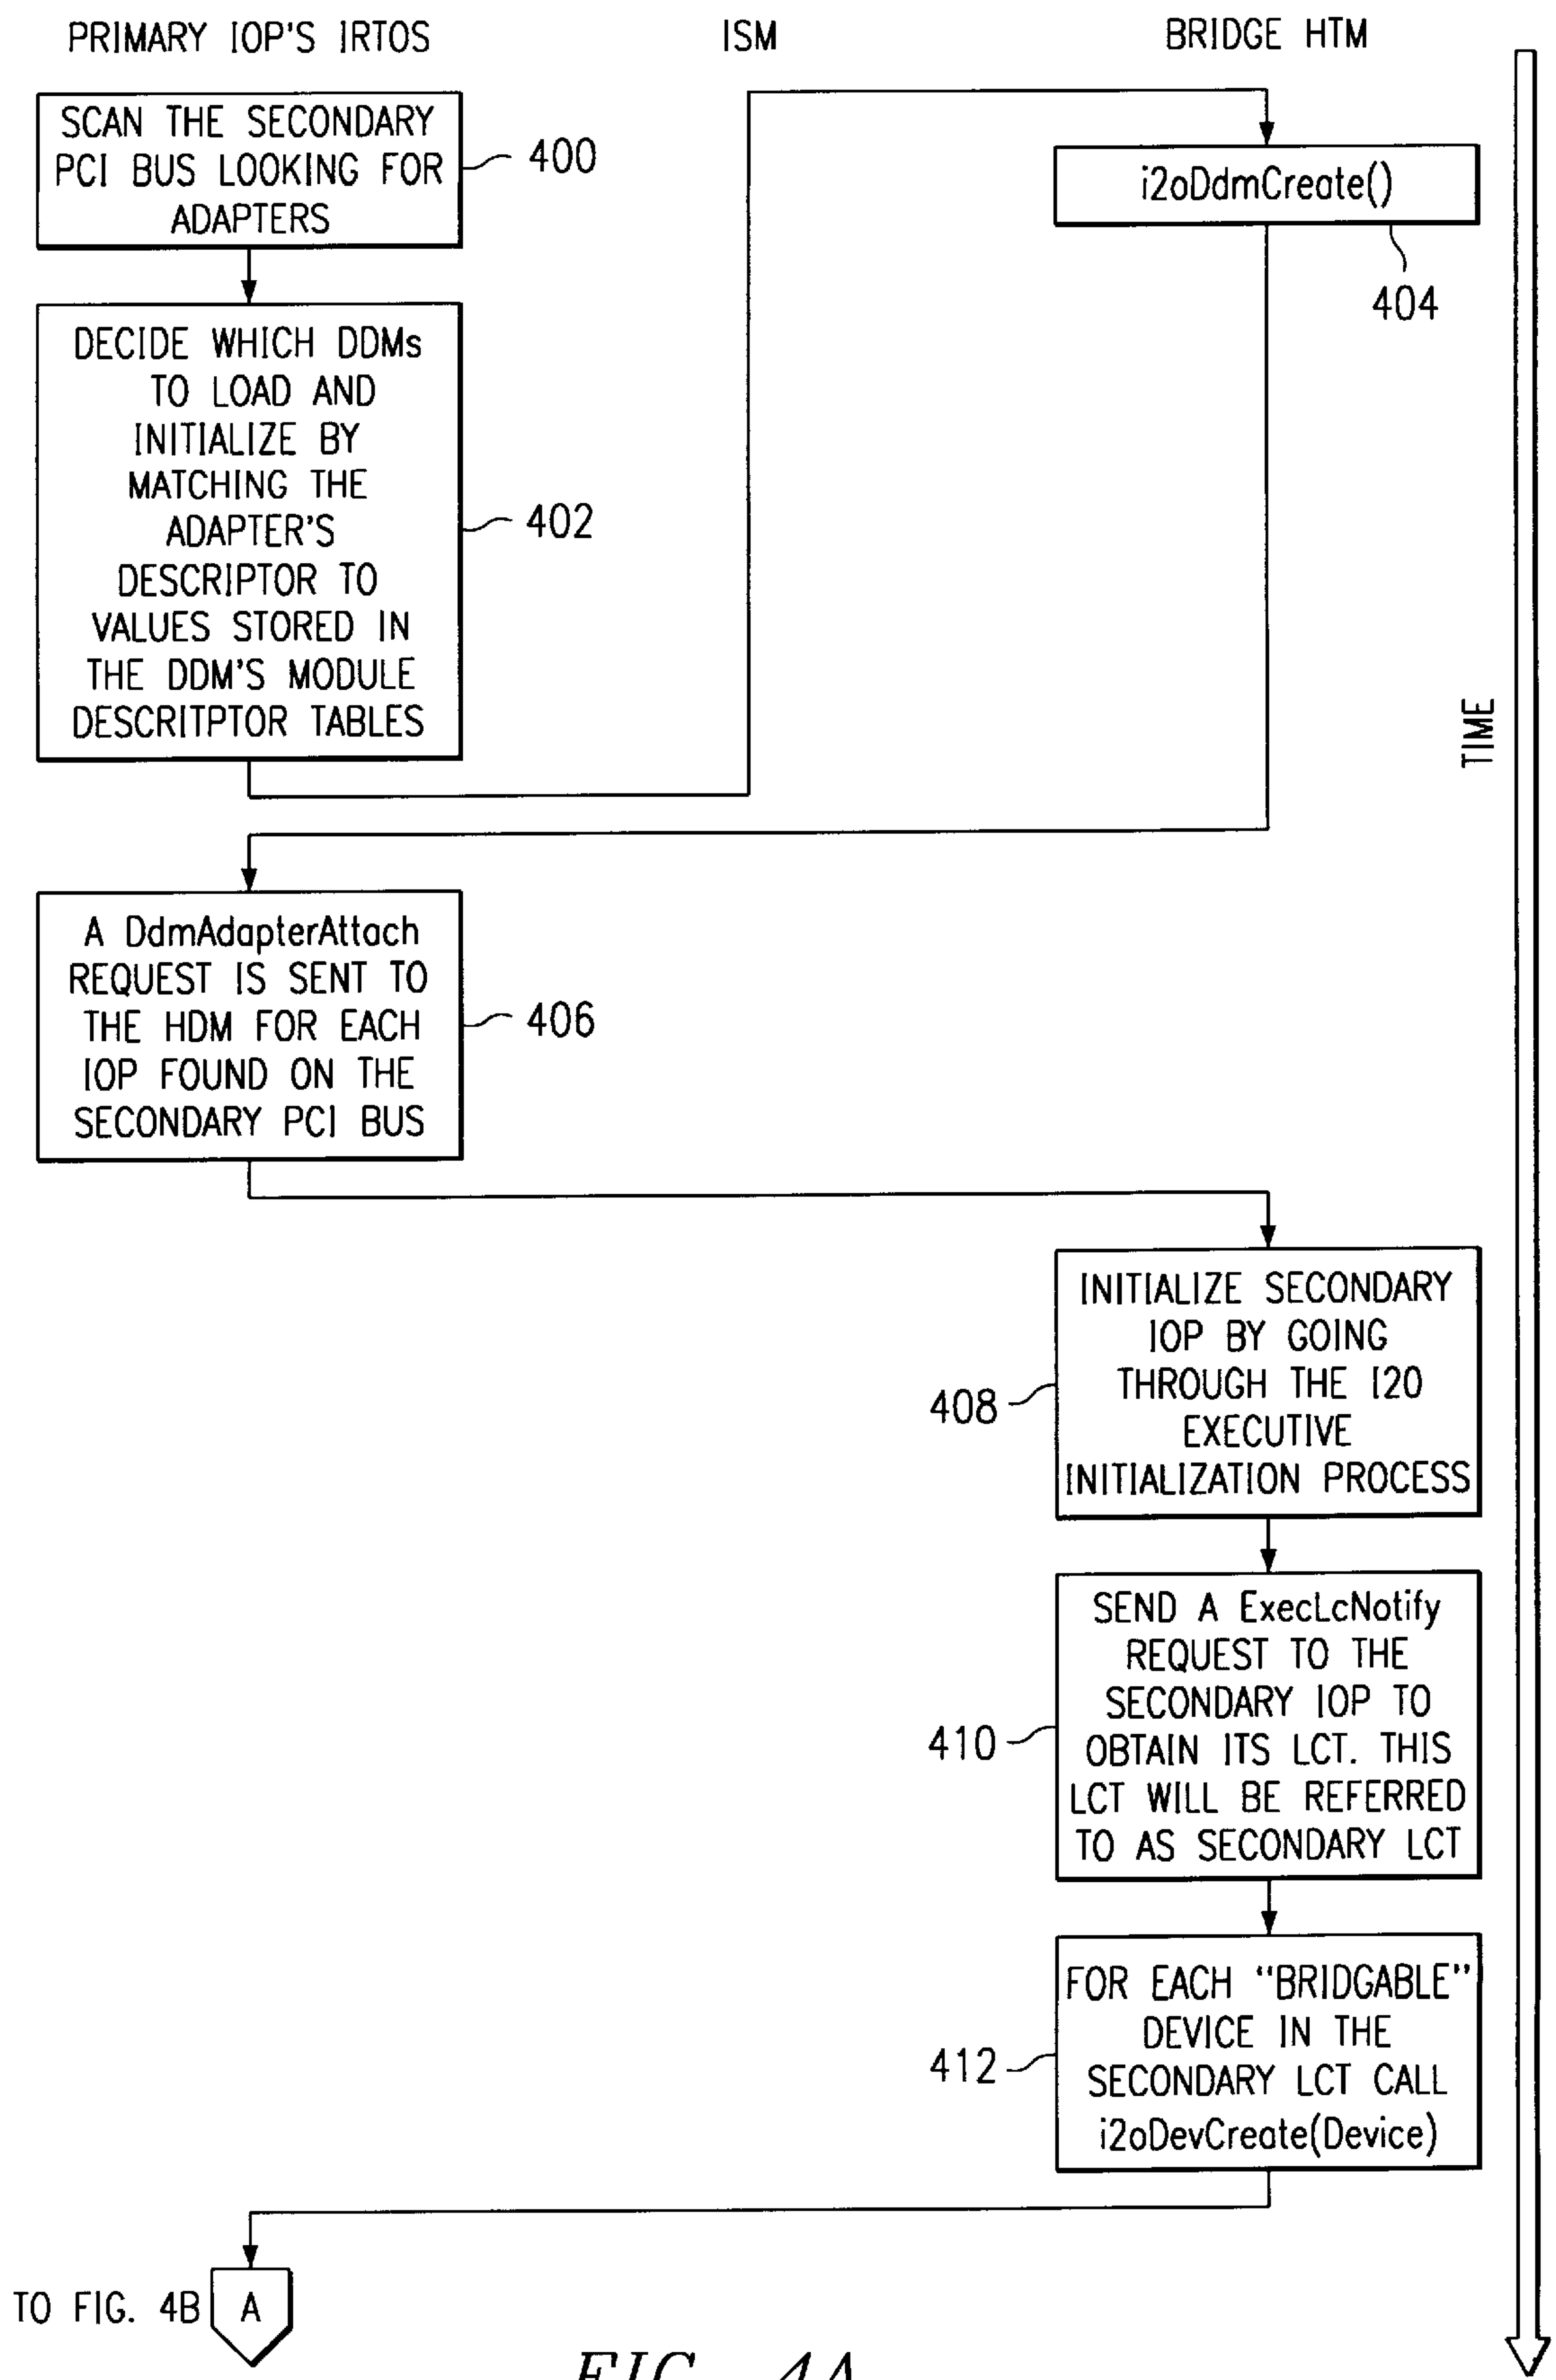 PRIMARY IOP'S IRTOS
ISM
BRIDGE HTM
SCAN THE SECONDARY
PCI BUS LOOKING FOR
ADAPTERS
400
i2oDdmCreate()
404
DECIDE WHICH DDMs
TO LOAD AND
INITIALIZE BY
MATCHING THE
ADAPTER'S
DESCRIPTOR TO
VALUES STORED IN
THE DDM'S MODULE
DESCRITPTOR TABLES
402
TIME
A DdmAdapterAttach
REQUEST IS SENT TO
THE HDM FOR EACH
IOP FOUND ON THE
SECONDARY PCI BUS
406
INITIALIZE SECONDARY
IOP BY GOING
THROUGH THE I20
EXECUTIVE
INITIALIZATION PROCESS
408
SEND A ExecLcNotify
REQUEST TO THE
SECONDARY IOP TO
OBTAIN ITS LCT. THIS
LCT WILL BE REFERRED
TO AS SECONDARY LCT
410
FOR EACH "BRIDGABLE"
DEVICE IN THE
SECONDARY LCT CALL
i2oDevCreate(Device)
412
TO FIG. 4B
A
FIG. 4A